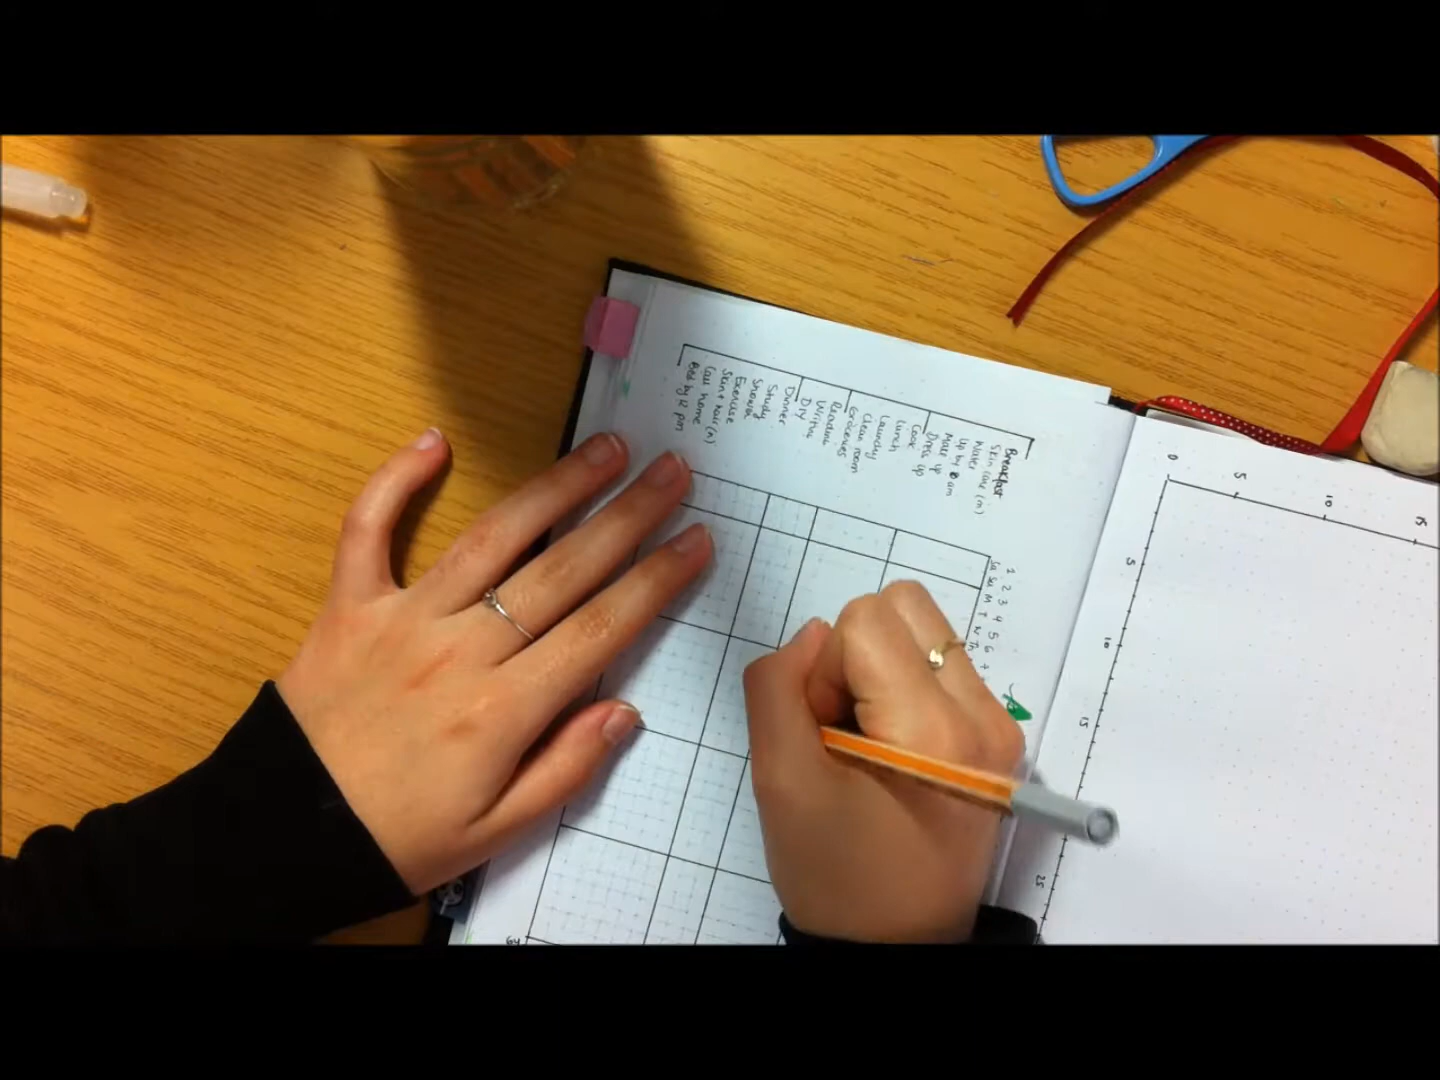 Breakfast
Skin care (m)
Water
Up by 8 am
Make up
Dress up
Cook
Lunch
Laundry
Clean room
Groceries
Reading
Writing
DIY
Dinner
Study
Shower
Exercise
Skin + hair (n)
Call home
Bed by 12 pm
1 2 3 4 5 6 7
Sa Su M T W Th
0 5 10 15
5
10
15
25